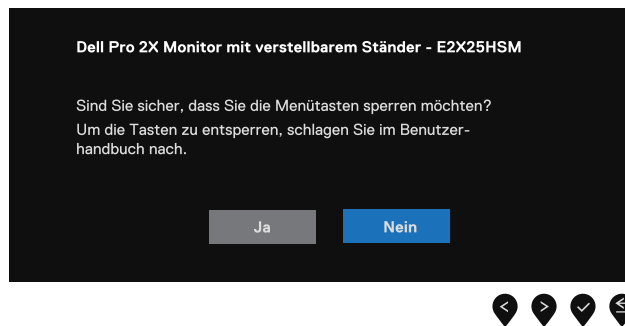 Dell Pro 2X Monitor mit verstellbarem Ständer - E2X25HSM
Sind Sie sicher, dass Sie die Menütasten sperren möchten?
Um die Tasten zu entsperren, schlagen Sie im Benutzer-
handbuch nach.
Ja Nein